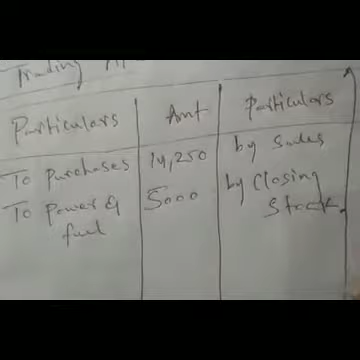 Trading
Particulars Amt Particulars
To purchases 14,250 by Sales
To power & 5000 by Closing
fuel Stock.